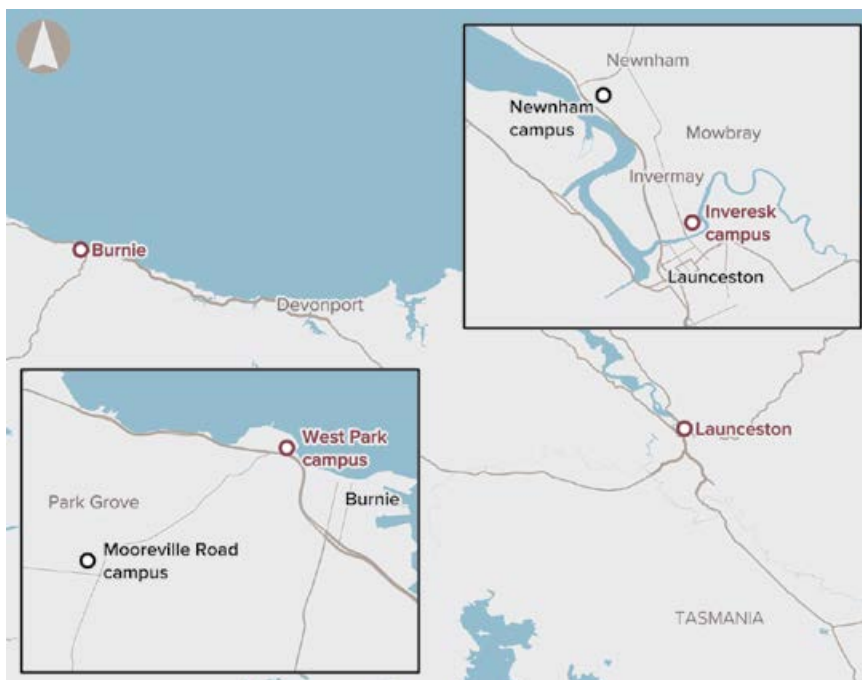 Newnham
Newnham
campus
Mowbray
Invermay
Inveresk
campus
Launceston
Burnie
Devonport
West Park
campus
Burnie
Park Grove
Mooreville Road
campus
Launceston
TASMANIA